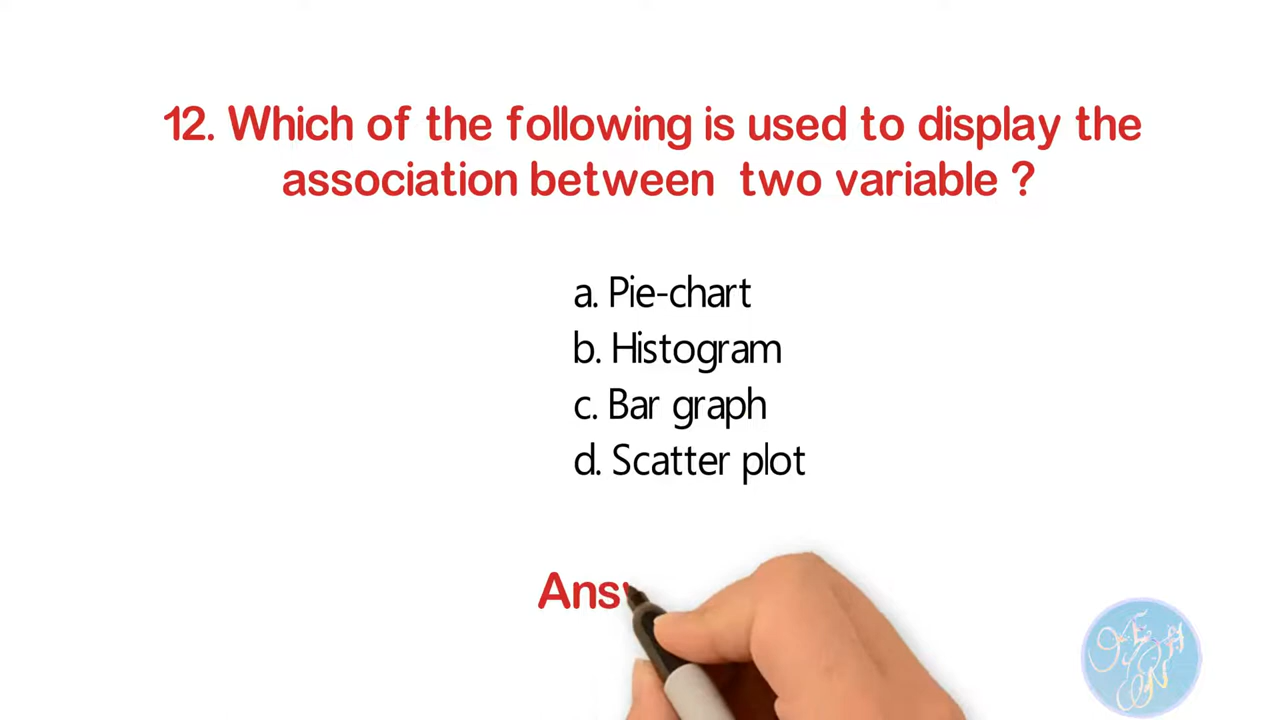 12. Which of the following is used to display the
association between two variable ?
a. Pie-chart
b. Histogram
c. Bar graph
d. Scatter plot
Ans